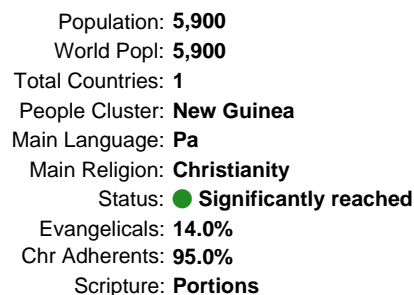 Population: 5,900
World Popl: 5,900
Total Countries: 1
People Cluster: New Guinea
Main Language: Pa
Main Religion: Christianity
Status: Significantly reached
Evangelicals: 14.0%
Chr Adherents: 95.0%
Scripture: Portions